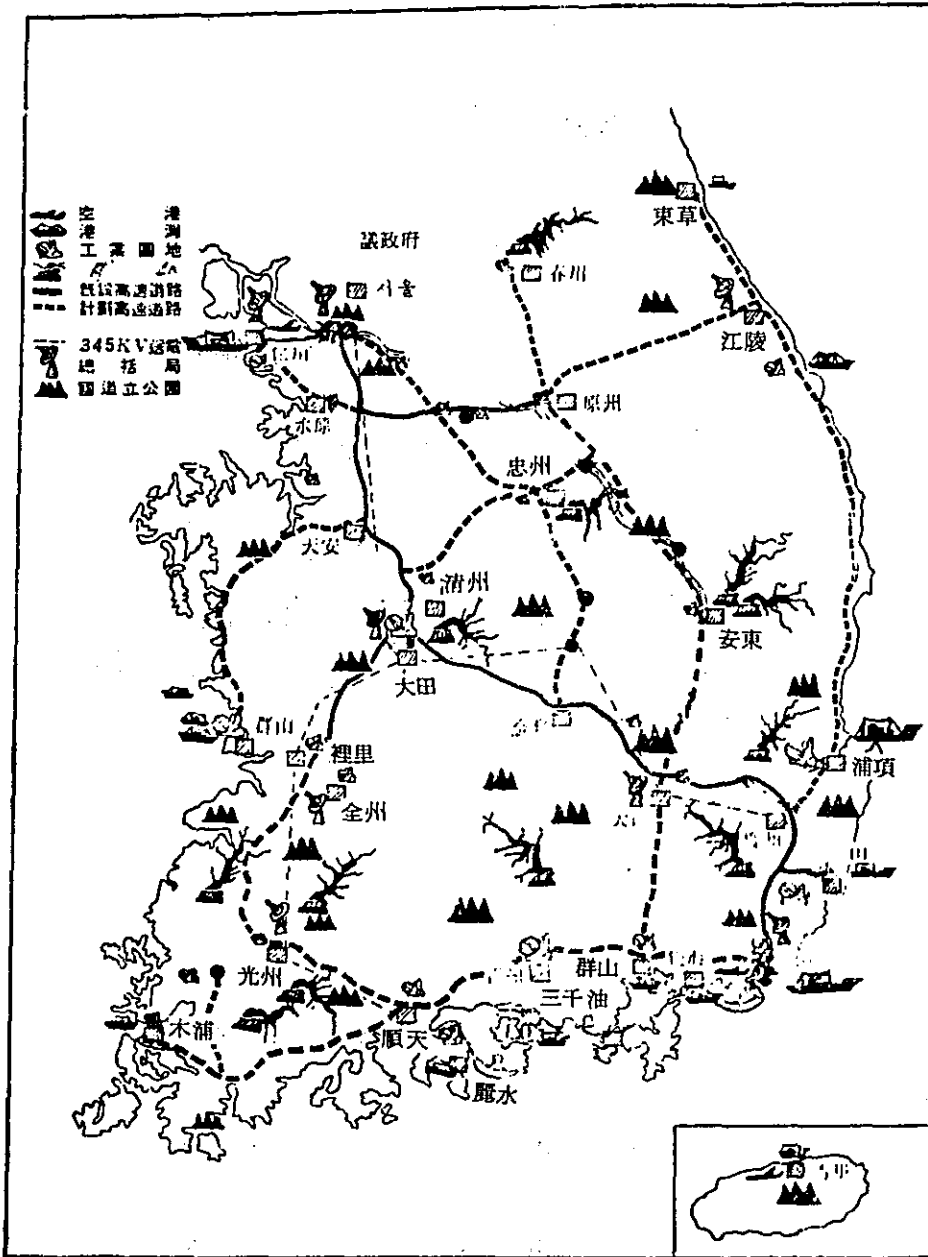 空港
港灣
工業團地
既設高速道路
計劃高速道路
345KV送電
總括局
國道立公園
議政府
서울
春川
東草
江陵
仁川
水原
原州
忠州
天安
清州
大田
安東
群山
裡里
全州
浦項
光州
木浦
順天
麗水
三千油
群山